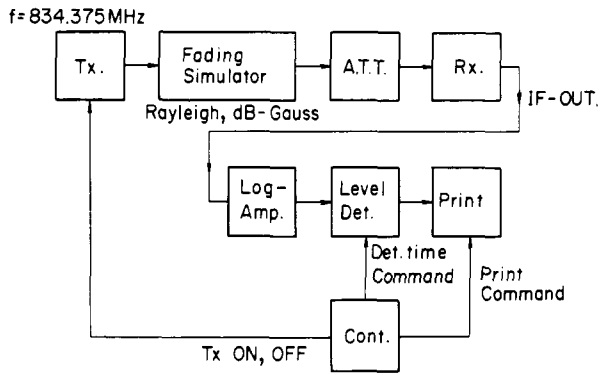 f=834.375MHz
Tx.
Fading
Simulator
A.T.T.
Rx.
Rayleigh, dB-Gauss
IF-OUT.
Log-
Amp.
Level
Det.
Print
Det.time
Command
Print
Command
Cont.
Tx ON, OFF